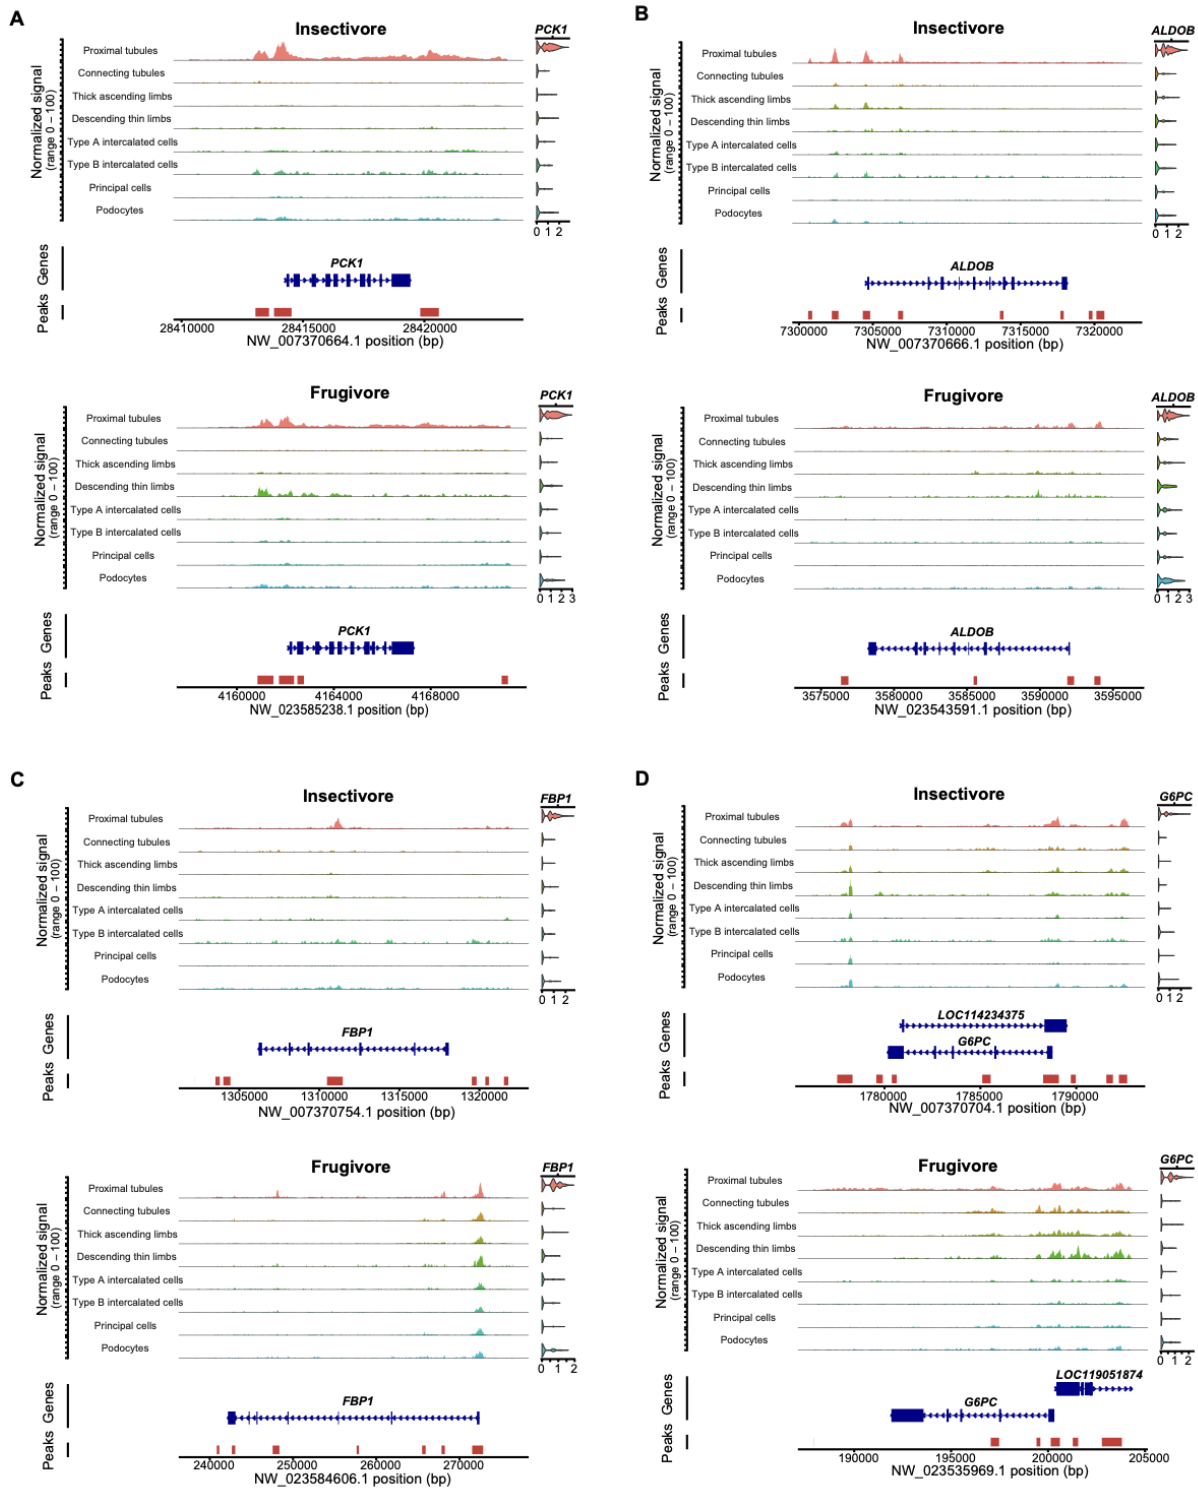 A
Insectivore
PCK1
Normalized signal
(range 0 – 100)
Proximal tubules
Connecting tubules
Thick ascending limbs
Descending thin limbs
Type A intercalated cells
Type B intercalated cells
Principal cells
Podocytes
0 1 2
Genes
PCK1
Peaks
28410000 28415000 28420000
NW_007370664.1 position (bp)
Frugivore
PCK1
Normalized signal
(range 0 – 100)
Proximal tubules
Connecting tubules
Thick ascending limbs
Descending thin limbs
Type A intercalated cells
Type B intercalated cells
Principal cells
Podocytes
0 1 2 3
Genes
PCK1
Peaks
4160000 4164000 4168000
NW_023585238.1 position (bp)
B
Insectivore
ALDOB
Normalized signal
(range 0 – 100)
Proximal tubules
Connecting tubules
Thick ascending limbs
Descending thin limbs
Type A intercalated cells
Type B intercalated cells
Principal cells
Podocytes
0 1 2
Genes
ALDOB
Peaks
7300000 7305000 7310000 7315000 7320000
NW_007370666.1 position (bp)
Frugivore
ALDOB
Normalized signal
(range 0 – 100)
Proximal tubules
Connecting tubules
Thick ascending limbs
Descending thin limbs
Type A intercalated cells
Type B intercalated cells
Principal cells
Podocytes
0 1 2 3
Genes
ALDOB
Peaks
3575000 3580000 3585000 3590000 3595000
NW_023543591.1 position (bp)
C
Insectivore
FBP1
Normalized signal
(range 0 – 100)
Proximal tubules
Connecting tubules
Thick ascending limbs
Descending thin limbs
Type A intercalated cells
Type B intercalated cells
Principal cells
Podocytes
0 1 2
Genes
FBP1
Peaks
1305000 1310000 1315000 1320000
NW_007370754.1 position (bp)
Frugivore
FBP1
Normalized signal
(range 0 – 100)
Proximal tubules
Connecting tubules
Thick ascending limbs
Descending thin limbs
Type A intercalated cells
Type B intercalated cells
Principal cells
Podocytes
0 1 2
Genes
FBP1
Peaks
240000 250000 260000 270000
NW_023584606.1 position (bp)
D
Insectivore
G6PC
Normalized signal
(range 0 – 100)
Proximal tubules
Connecting tubules
Thick ascending limbs
Descending thin limbs
Type A intercalated cells
Type B intercalated cells
Principal cells
Podocytes
0 1 2
Genes
LOC114234375
G6PC
Peaks
1780000 1785000 1790000
NW_007370704.1 position (bp)
Frugivore
G6PC
Normalized signal
(range 0 – 100)
Proximal tubules
Connecting tubules
Thick ascending limbs
Descending thin limbs
Type A intercalated cells
Type B intercalated cells
Principal cells
Podocytes
0 1 2
Genes
LOC119051874
G6PC
Peaks
190000 195000 200000 205000
NW_023535969.1 position (bp)